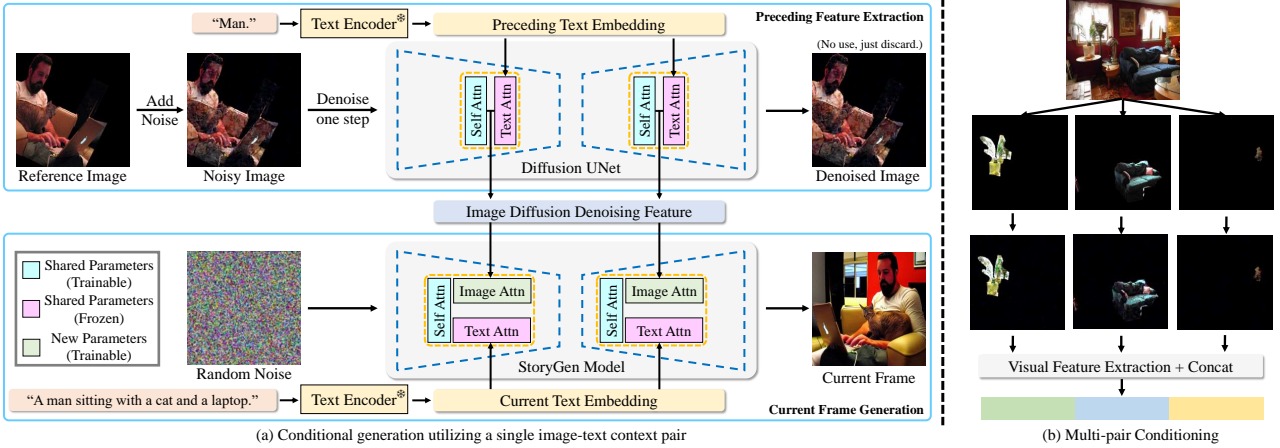 "Man."
Text Encoder❄
Preceding Text Embedding
Preceding Feature Extraction
(No use, just discard.)
Add
Noise
Denoise
one step
Self Attn
Text Attn
Self Attn
Text Attn
Reference Image
Noisy Image
Diffusion UNet
Denoised Image
Image Diffusion Denoising Feature
Shared Parameters
(Trainable)
Shared Parameters
(Frozen)
New Parameters
(Trainable)
Self Attn
Image Attn
Text Attn
Self Attn
Image Attn
Text Attn
Random Noise
StoryGen Model
Current Frame
"A man sitting with a cat and a laptop."
Text Encoder❄
Current Text Embedding
Current Frame Generation
(a) Conditional generation utilizing a single image-text context pair
Visual Feature Extraction + Concat
(b) Multi-pair Conditioning